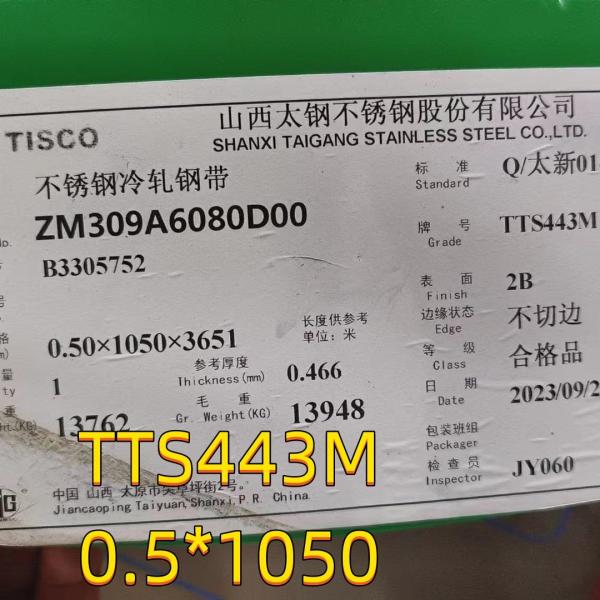 TISCO
山西太钢不锈钢股份有限公司
SHANXI TAIGANG STAINLESS STEEL CO.,LTD.
不锈钢冷轧钢带
标 准 Q/太新01
Standard
ZM309A6080D00
牌 号 TTS443M
Grade
B3305752
表 面 2B
Finish
0.50×1050×3651
长度供参考
单位：米
边缘状态 不切边
Edge
1
参考厚度 0.466
Thickness(mm)
等 级 合格品
Class
13762
毛 重 13948
Gr. Weight(KG)
日 期 2023/09/2
Date
包装班组
Packager
检 查 员 JY060
Inspector
中国 山西 太原市尖草坪街2号。
Jiancaoping Taiyuan,Shanxi,P.R. China
TTS443M
0.5*1050